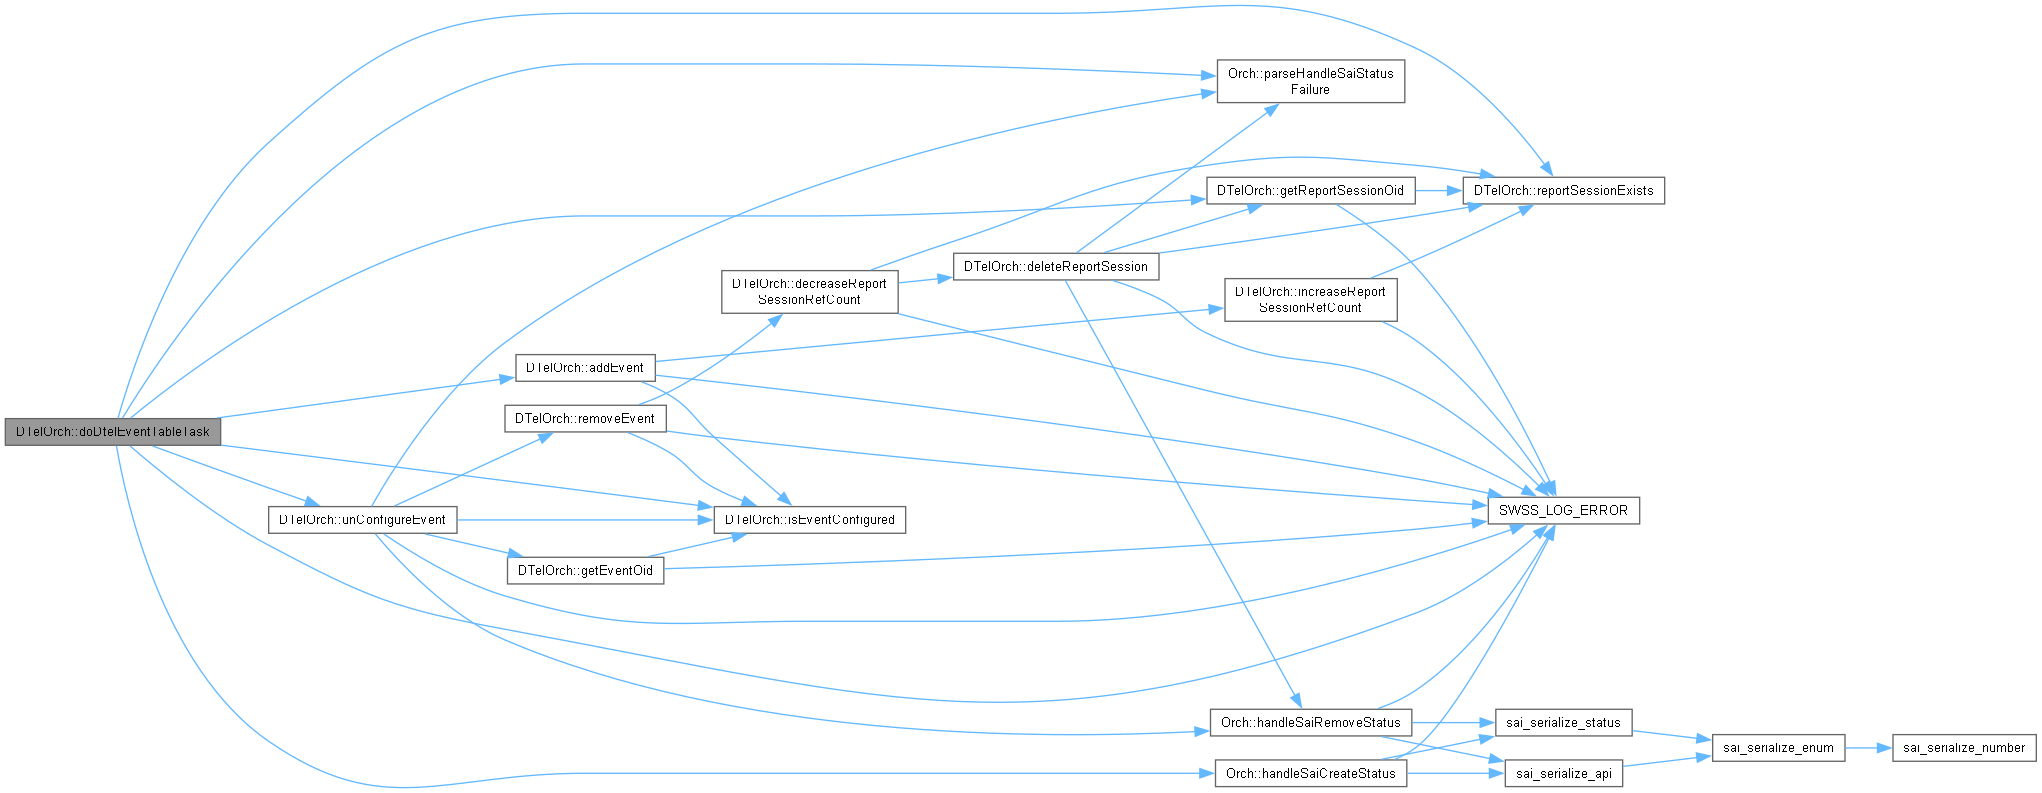 Orch::parseHandleSaiStatus
Failure
DTelOrch::getReportSessionOid
DTelOrch::reportSessionExists
DTelOrch::deleteReportSession
DTelOrch::decreaseReport
SessionRefCount
DTelOrch::increaseReport
SessionRefCount
DTelOrch::addEvent
DTelOrch::removeEvent
DTelOrch::doDtelEventTableTask
SWSS_LOG_ERROR
DTelOrch::unConfigureEvent
DTelOrch::isEventConfigured
DTelOrch::getEventOid
Orch::handleSaiRemoveStatus
sai_serialize_status
sai_serialize_enum
sai_serialize_number
Orch::handleSaiCreateStatus
sai_serialize_api